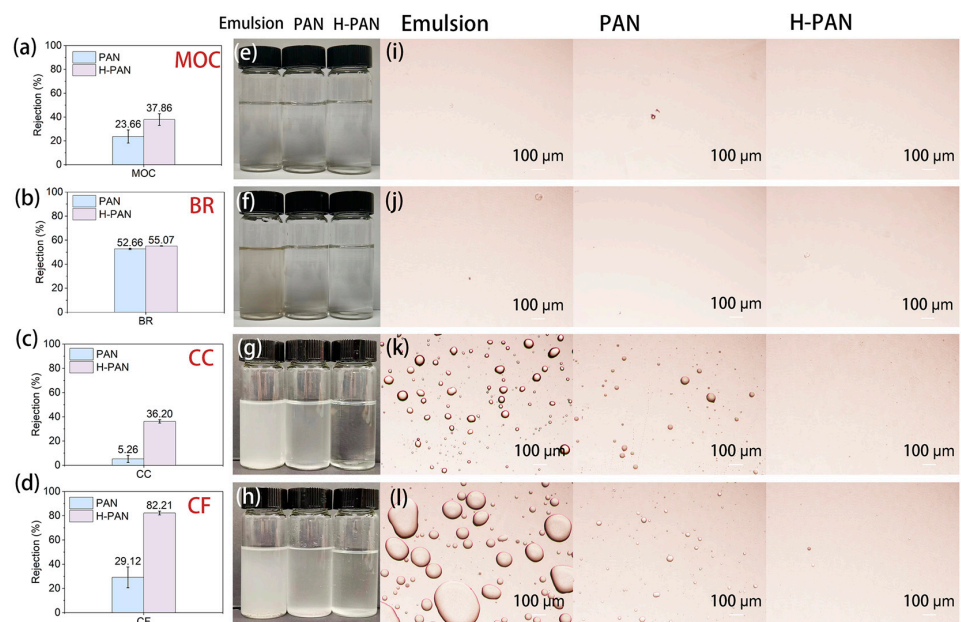 Emulsion PAN H-PAN Emulsion PAN H-PAN
(a) 100 80 60 40 20 0 Rejection (%) PAN H-PAN MOC 23.66 37.86 MOC
(e)
(i) 100 μm 100 μm 100 μm
(b) 100 80 60 40 20 0 Rejection (%) PAN H-PAN BR 52.66 55.07 BR
(f)
(j) 100 μm 100 μm 100 μm
(c) 100 80 60 40 20 0 Rejection (%) PAN H-PAN CC 5.26 36.20 CC
(g)
(k) 100 μm 100 μm 100 μm
(d) 100 80 60 40 20 0 Rejection (%) PAN H-PAN CF 29.12 82.21 CF
(h)
(l) 100 μm 100 μm 100 μm